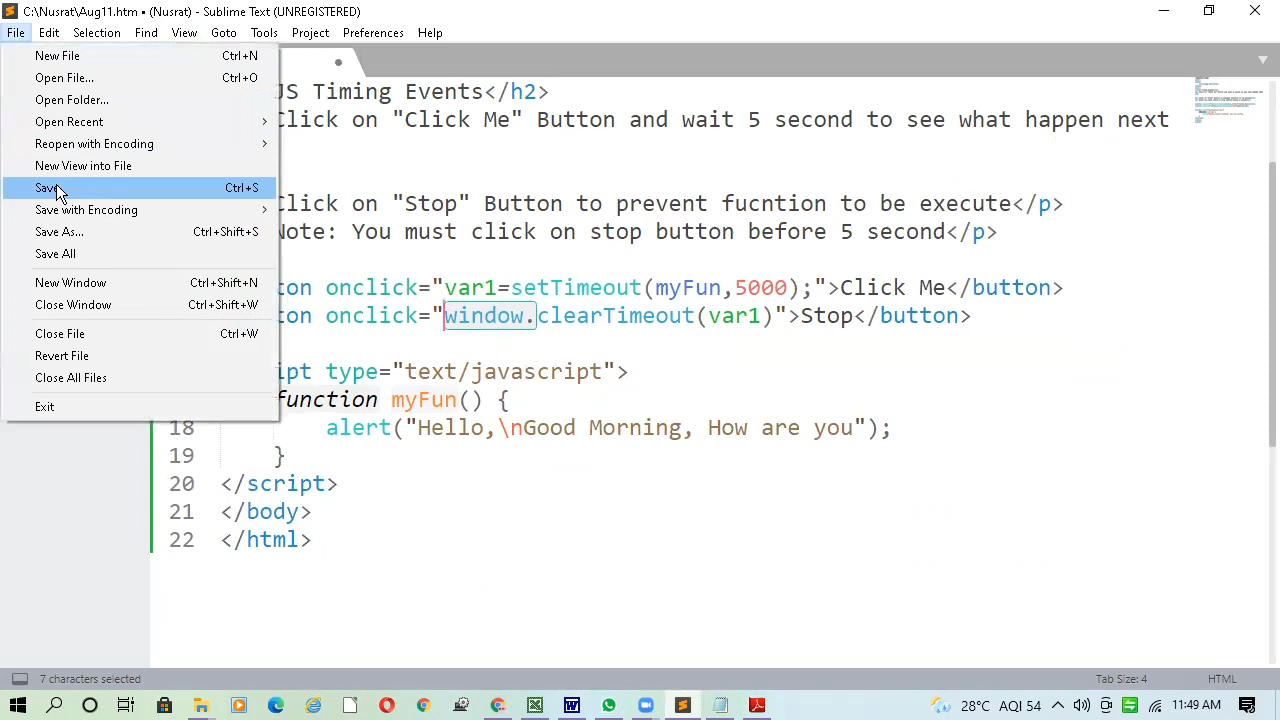 C:\Nusrat\Aug11.htm • (Nusrat) - Sublime Text (UNREGISTERED)
File Edit Selection Find View Goto Tools Project Preferences Help
New File Ctrl+N
Open File... Ctrl+O
Open Folder...
Open Recent
Reopen with Encoding
New View into File
Save Ctrl+S
Save with Encoding
Save As... Ctrl+Shift+S
Save All
New Window Ctrl+Shift+N
Ctrl+Shift+W
Close File Ctrl+W
Revert File
Close All Files
Exit
JS Timing Events</h2>
Click on "Click Me" Button and wait 5 second to see what happen next
Click on "Stop" Button to prevent fucntion to be execute</p>
Note: You must click on stop button before 5 second</p>
on onclick="var1=setTimeout(myFun,5000);">Click Me</button>
on onclick="window.clearTimeout(var1)">Stop</button>
ipt type="text/javascript">
function myFun() {
18 alert("Hello,\nGood Morning, How are you");
19 }
20 </script>
21 </body>
22 </html>
7 characters selected Tab Size: 4 HTML
28°C AQI 54 11:49 AM